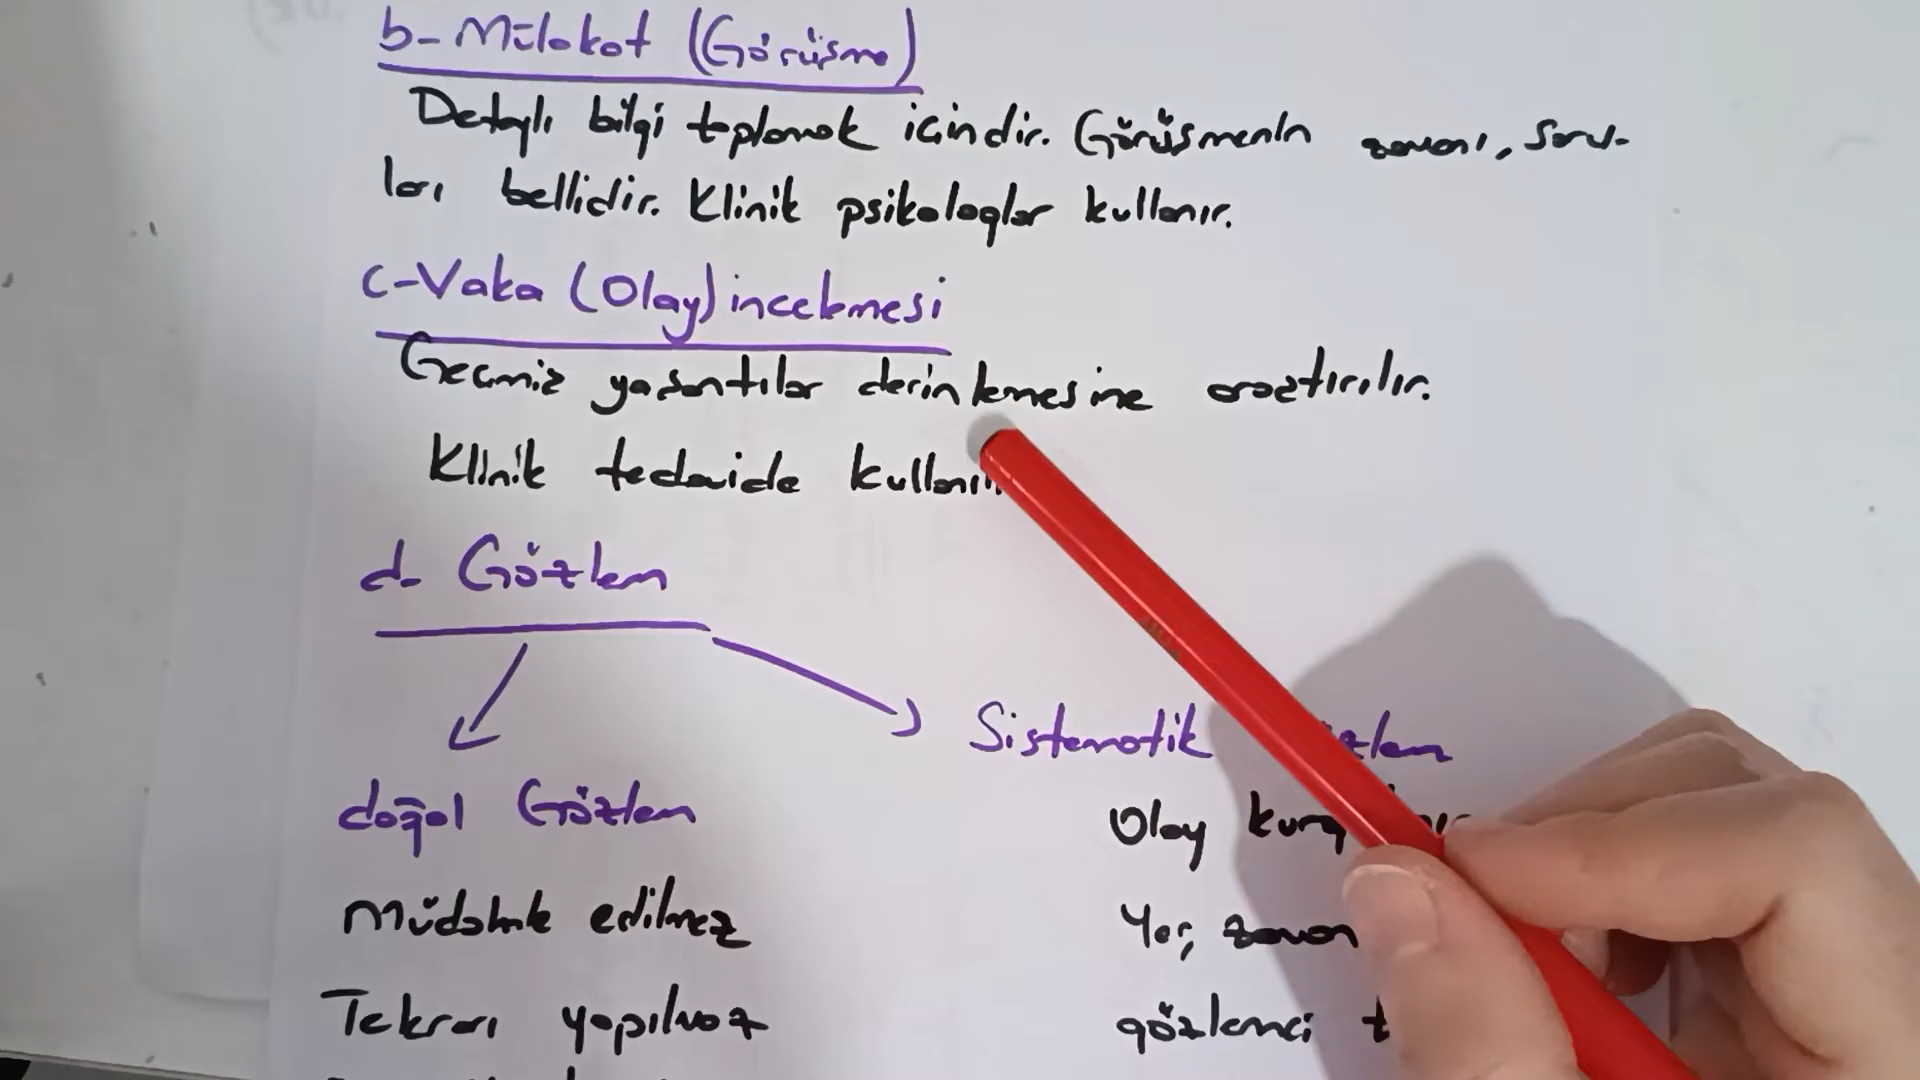 b- Mülakat (Görüşme)
Detaylı bilgi toplamak içindir. Görüşmenin zamanı, soru-
ları bellidir. Klinik psikologlar kullanır.
c- Vaka (Olay) incelemesi
Geçmiş yaşantılar derinlemesine araştırılır.
Klinik tedavide
d- Gözlem
doğal Gözlem
Sistematik
Olay
Müdahale edilmez
Yer, zaman
Tekrarı yapılmaz
gözlemci